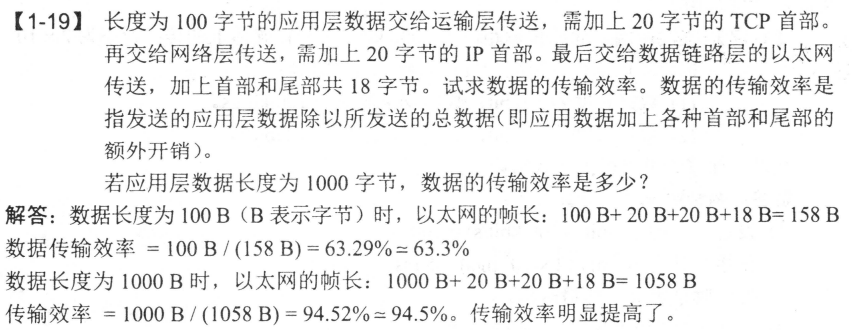 【1-19】 长度为 100 字节的应用层数据交给运输层传送，需加上 20 字节的 TCP 首部。
再交给网络层传送，需加上 20 字节的 IP 首部。最后交给数据链路层的以太网
传送，加上首部和尾部共 18 字节。试求数据的传输效率。数据的传输效率是
指发送的应用层数据除以所发送的总数据(即应用数据加上各种首部和尾部的
额外开销)。
若应用层数据长度为 1000 字节，数据的传输效率是多少？
解答：数据长度为 100 B（B 表示字节）时，以太网的帧长：100 B+ 20 B+20 B+18 B= 158 B
数据传输效率 = 100 B / (158 B) = 63.29% ≃ 63.3%
数据长度为 1000 B 时，以太网的帧长：1000 B+ 20 B+20 B+18 B= 1058 B
传输效率 = 1000 B / (1058 B) = 94.52% ≃ 94.5%。传输效率明显提高了。